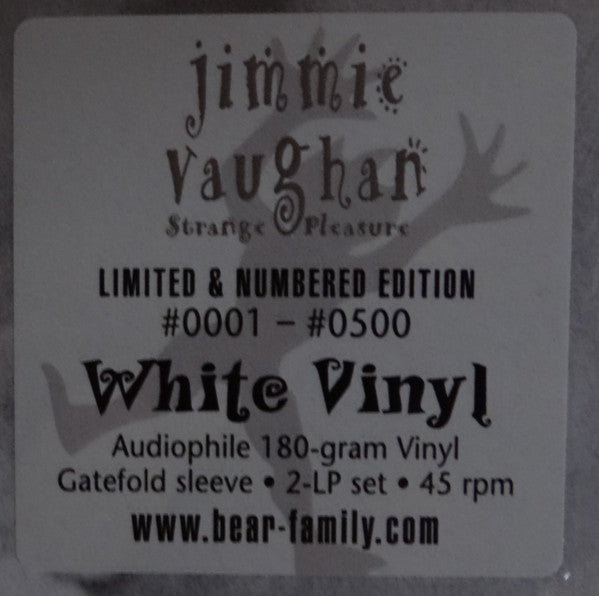 jimmie
vaughan
Strange Pleasure
LIMITED & NUMBERED EDITION
#0001 – #0500
White Vinyl
Audiophile 180-gram Vinyl
Gatefold sleeve • 2-LP set • 45 rpm
www.bear-family.com